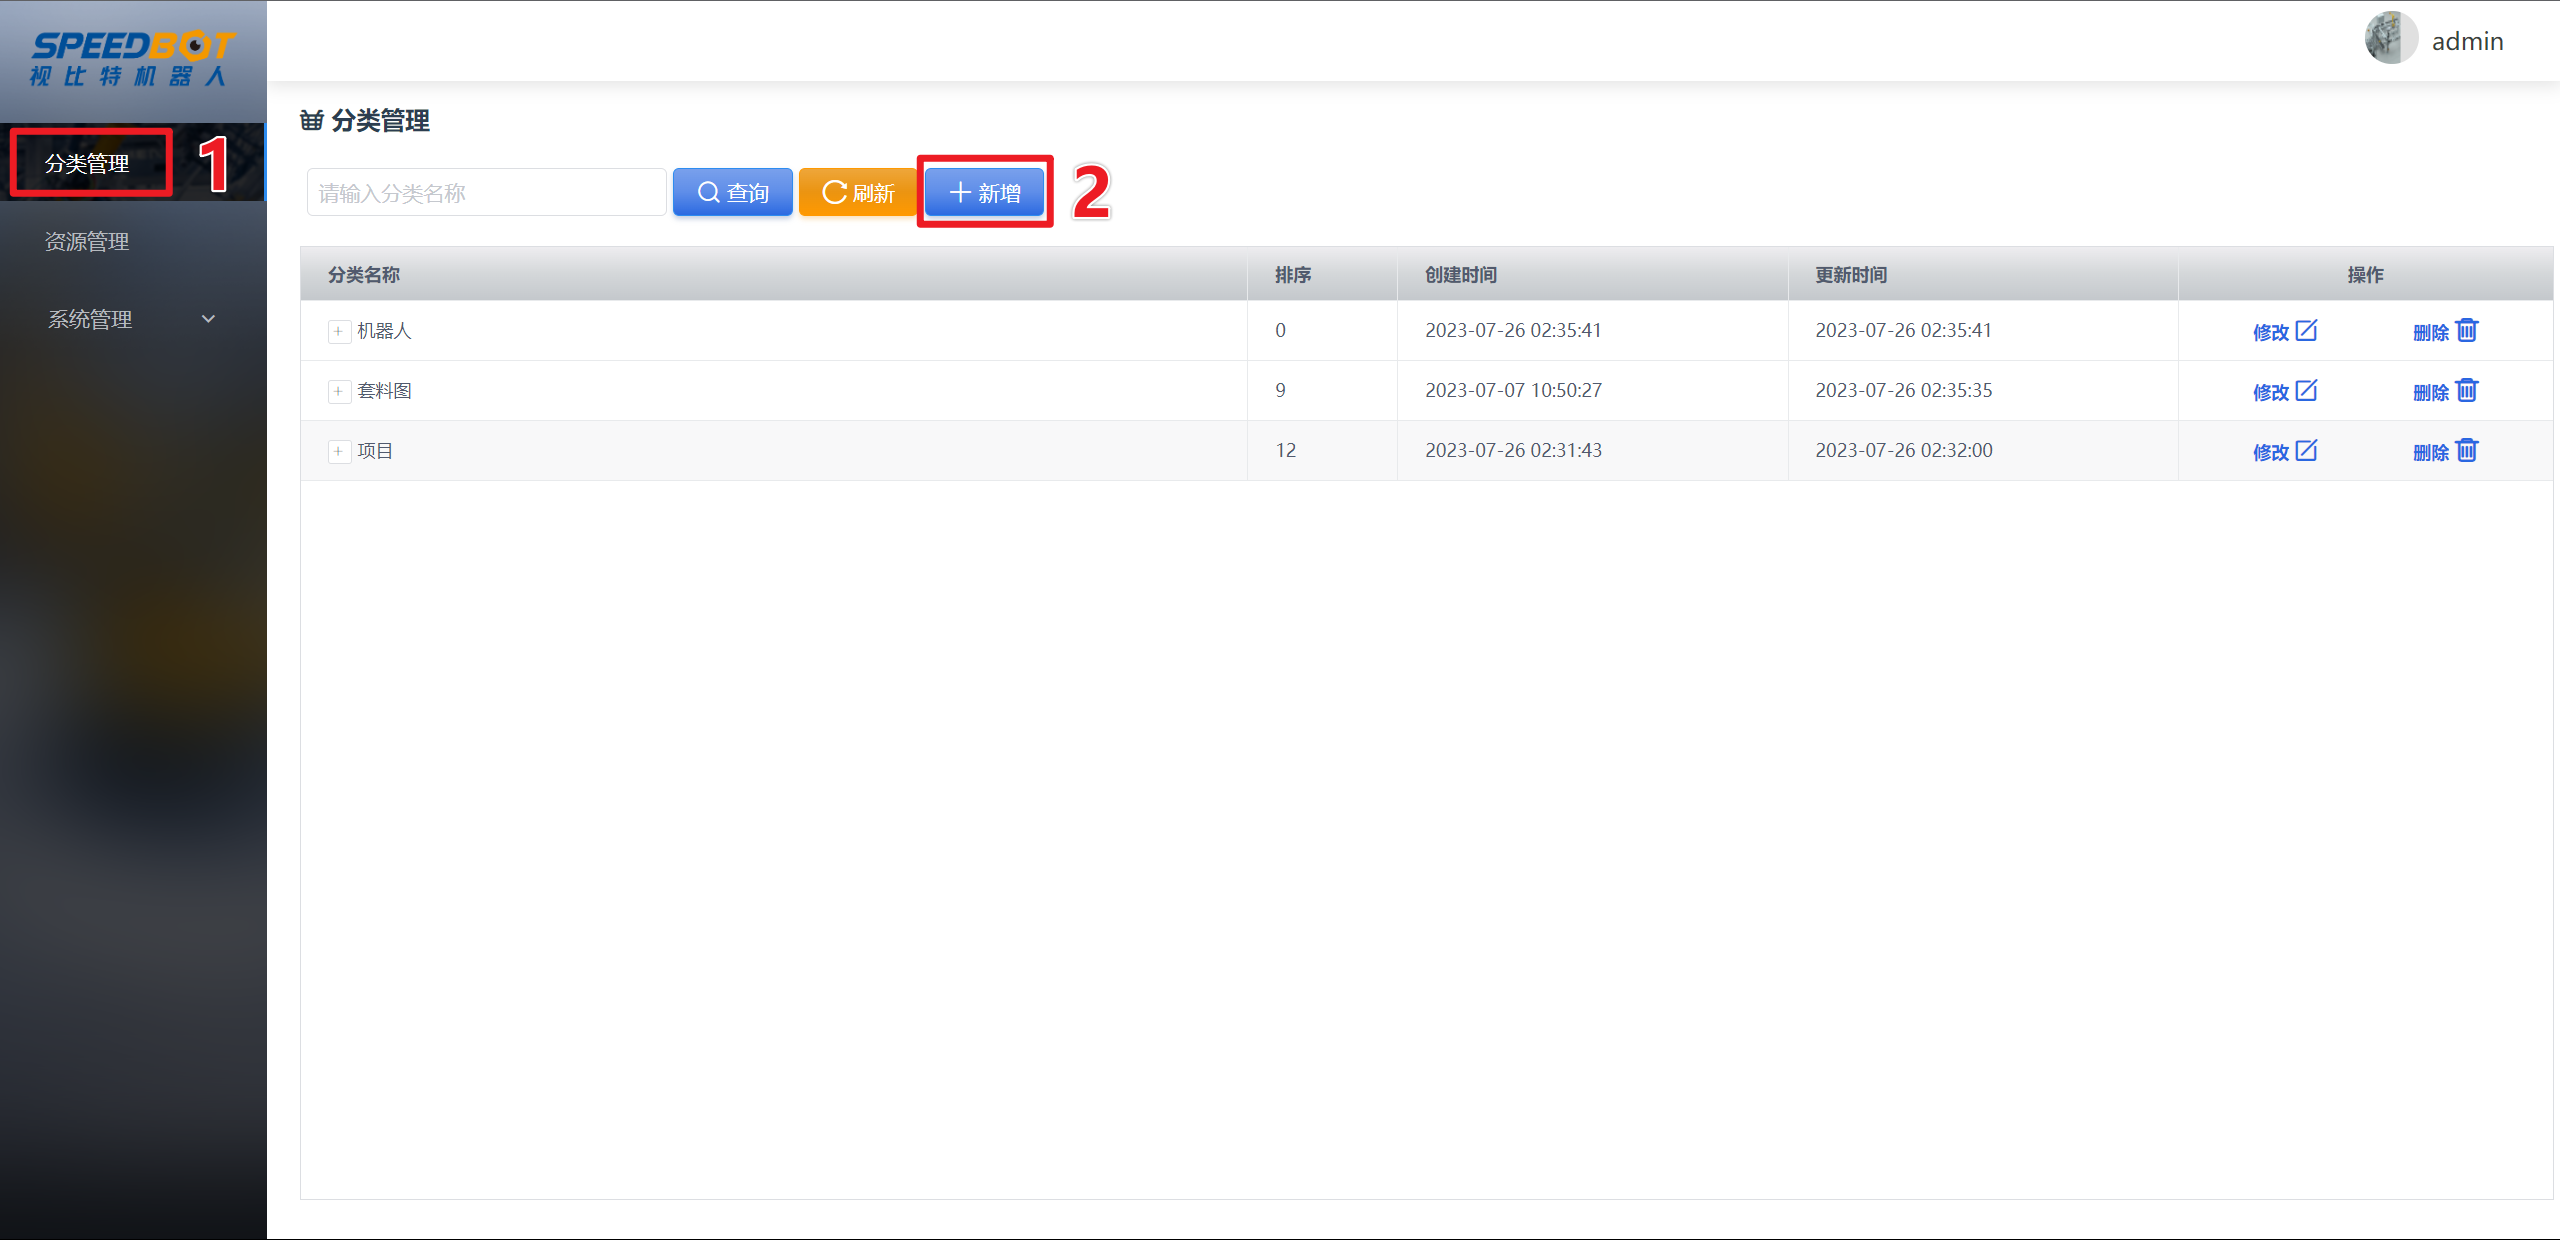 SPEEDBOT
视比特机器人
admin
分类管理
分类管理
1
资源管理
系统管理
请输入分类名称
查询
刷新
新增
2
分类名称 排序 创建时间 更新时间 操作
机器人 0 2023-07-26 02:35:41 2023-07-26 02:35:41 修改 删除
套料图 9 2023-07-07 10:50:27 2023-07-26 02:35:35 修改 删除
项目 12 2023-07-26 02:31:43 2023-07-26 02:32:00 修改 删除